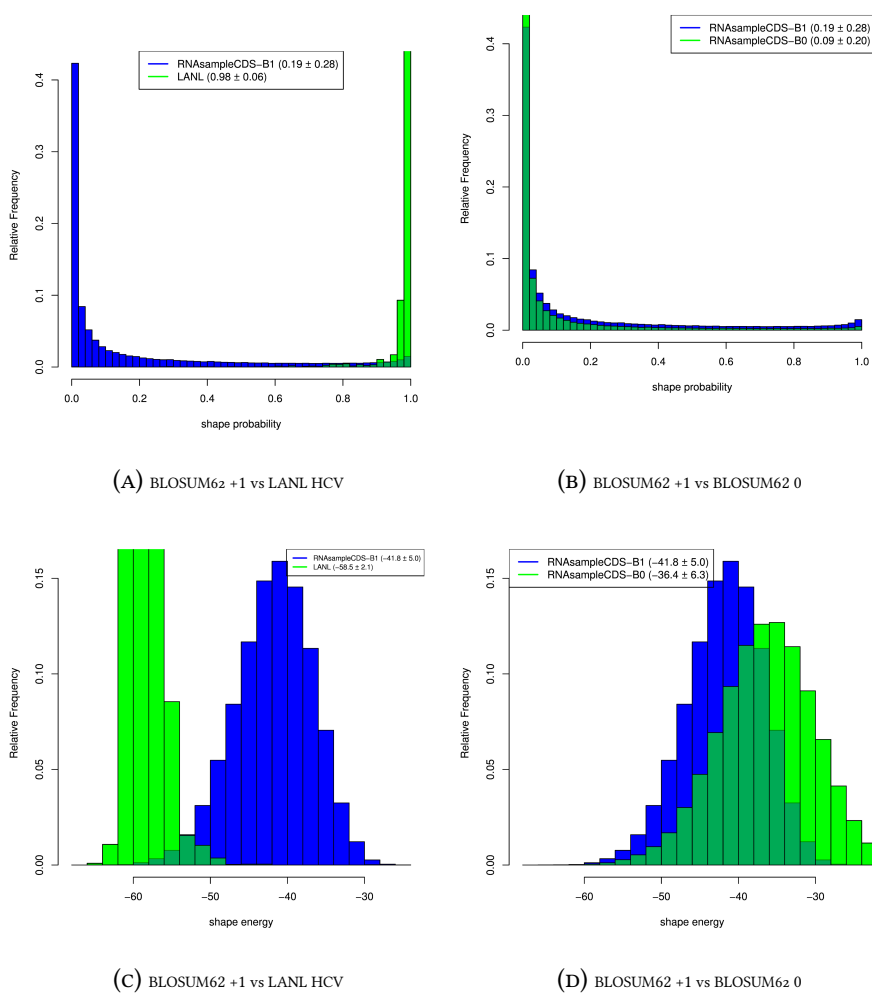 RNAsampleCDS−B1 (0.19 ± 0.28)
LANL (0.98 ± 0.06)
Relative Frequency
0.0
0.1
0.2
0.3
0.4
0.0 0.2 0.4 0.6 0.8 1.0
shape probability
(A) BLOSUM62 +1 vs LANL HCV
RNAsampleCDS−B1 (0.19 ± 0.28)
RNAsampleCDS−B0 (0.09 ± 0.20)
Relative Frequency
0.0
0.1
0.2
0.3
0.4
0.0 0.2 0.4 0.6 0.8 1.0
shape probability
(B) BLOSUM62 +1 vs BLOSUM62 0
RNAsampleCDS−B1 (−41.8 ± 5.0)
LANL (−58.5 ± 2.1)
Relative Frequency
0.00
0.05
0.10
0.15
−60 −50 −40 −30
shape energy
(C) BLOSUM62 +1 vs LANL HCV
RNAsampleCDS−B1 (−41.8 ± 5.0)
RNAsampleCDS−B0 (−36.4 ± 6.3)
Relative Frequency
0.00
0.05
0.10
0.15
−60 −50 −40 −30
shape energy
(D) BLOSUM62 +1 vs BLOSUM62 0